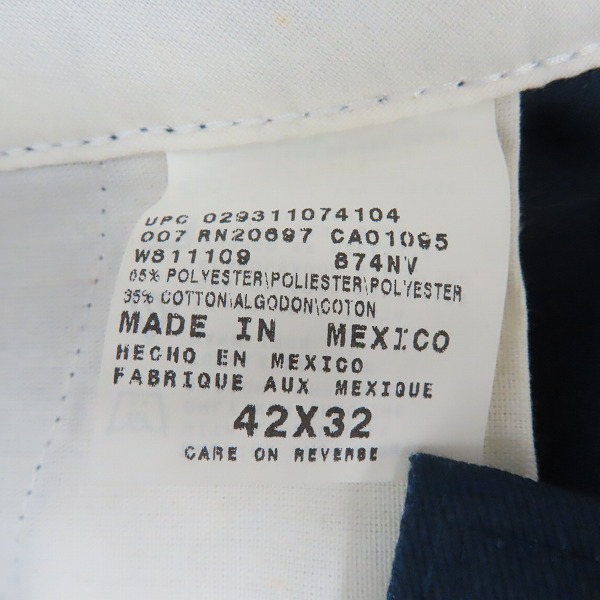 UPC 029311074104
007 RN20697 CA01095
W811109 874NV
65% POLYESTER\POLIESTER\POLYESTER
35% COTTON\ALGODON\COTON
MADE IN MEXICO
HECHO EN MEXICO
FABRIQUE AUX MEXIQUE
42X32
CARE ON REVERSE